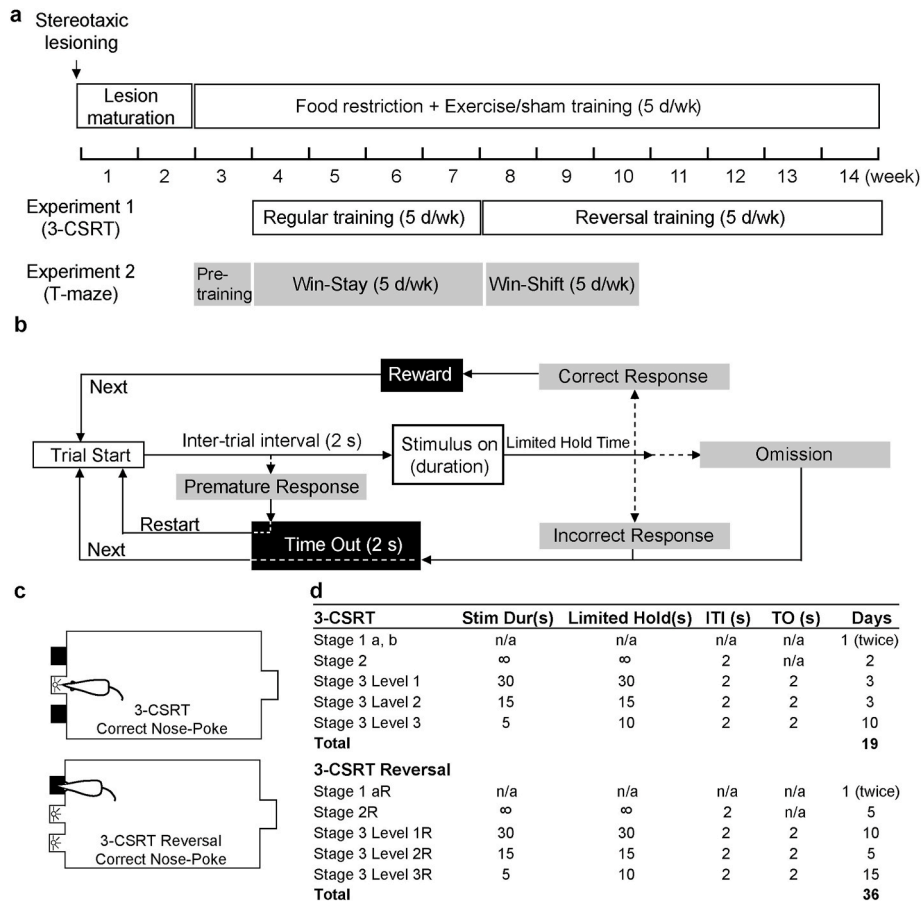 a
Stereotaxic
lesioning
Lesion
maturation
Food restriction + Exercise/sham training (5 d/wk)
1 2 3 4 5 6 7 8 9 10 11 12 13 14 (week)
Experiment 1
(3-CSRT)
Regular training (5 d/wk) Reversal training (5 d/wk)
Experiment 2
(T-maze)
Pre-
training
Win-Stay (5 d/wk) Win-Shift (5 d/wk)
b
Reward
Correct Response
Next
Trial Start
Inter-trial interval (2 s)
Stimulus on
(duration)
Limited Hold Time
Omission
Premature Response
Restart
Next
Time Out (2 s)
Incorrect Response
c
3-CSRT
Correct Nose-Poke
3-CSRT Reversal
Correct Nose-Poke
d
3-CSRT Stim Dur(s) Limited Hold(s) ITI (s) TO (s) Days
Stage 1 a, b n/a n/a n/a n/a 1 (twice)
Stage 2 ∞ ∞ 2 n/a 2
Stage 3 Level 1 30 30 2 2 3
Stage 3 Lavel 2 15 15 2 2 3
Stage 3 Level 3 5 10 2 2 10
Total 19
3-CSRT Reversal
Stage 1 aR n/a n/a n/a n/a 1 (twice)
Stage 2R ∞ ∞ 2 n/a 5
Stage 3 Level 1R 30 30 2 2 10
Stage 3 Level 2R 15 15 2 2 5
Stage 3 Level 3R 5 10 2 2 15
Total 36